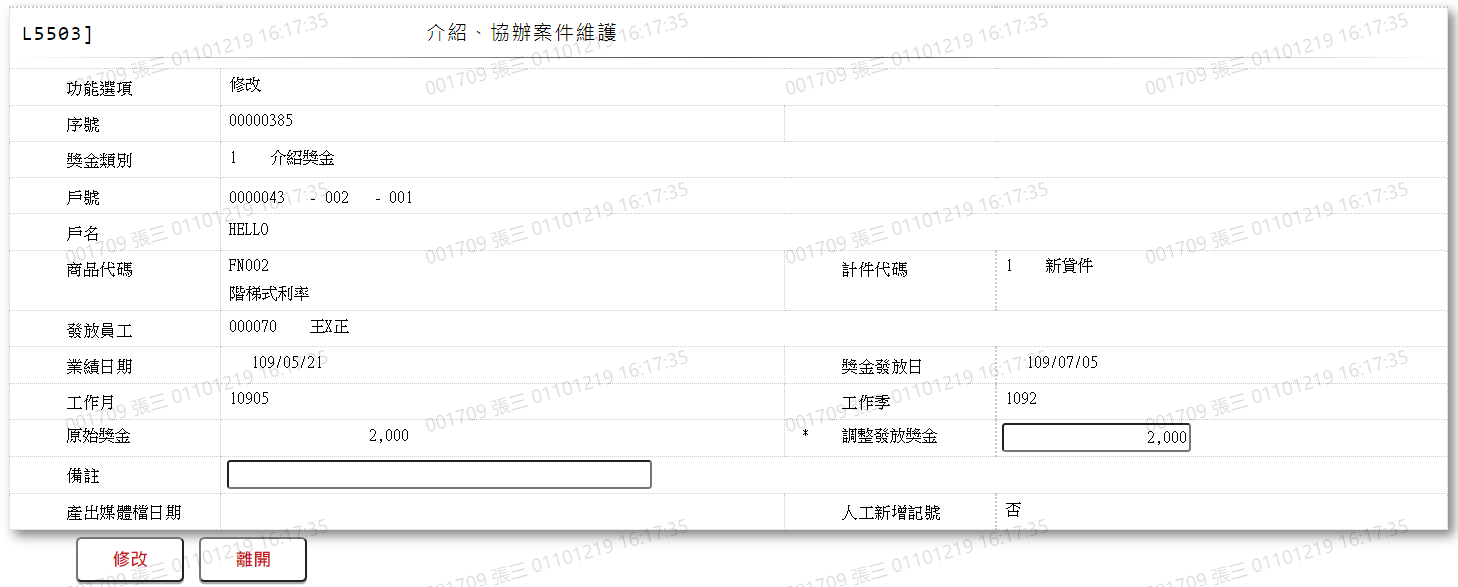 L5503]
介紹、協辦案件維護
功能選項 修改
序號 00000385
獎金類別 1 介紹獎金
戶號 0000043 - 002 - 001
戶名 HELLO
商品代碼 FN002 計件代碼 1 新貸件
階梯式利率
發放員工 000070 王X正
業績日期 109/05/21 獎金發放日 109/07/05
工作月 10905 工作季 1092
原始獎金 2,000 * 調整發放獎金 2,000
備註
產出媒體檔日期 人工新增記號 否
修改 離開
001709 張三 01101219 16:17:35